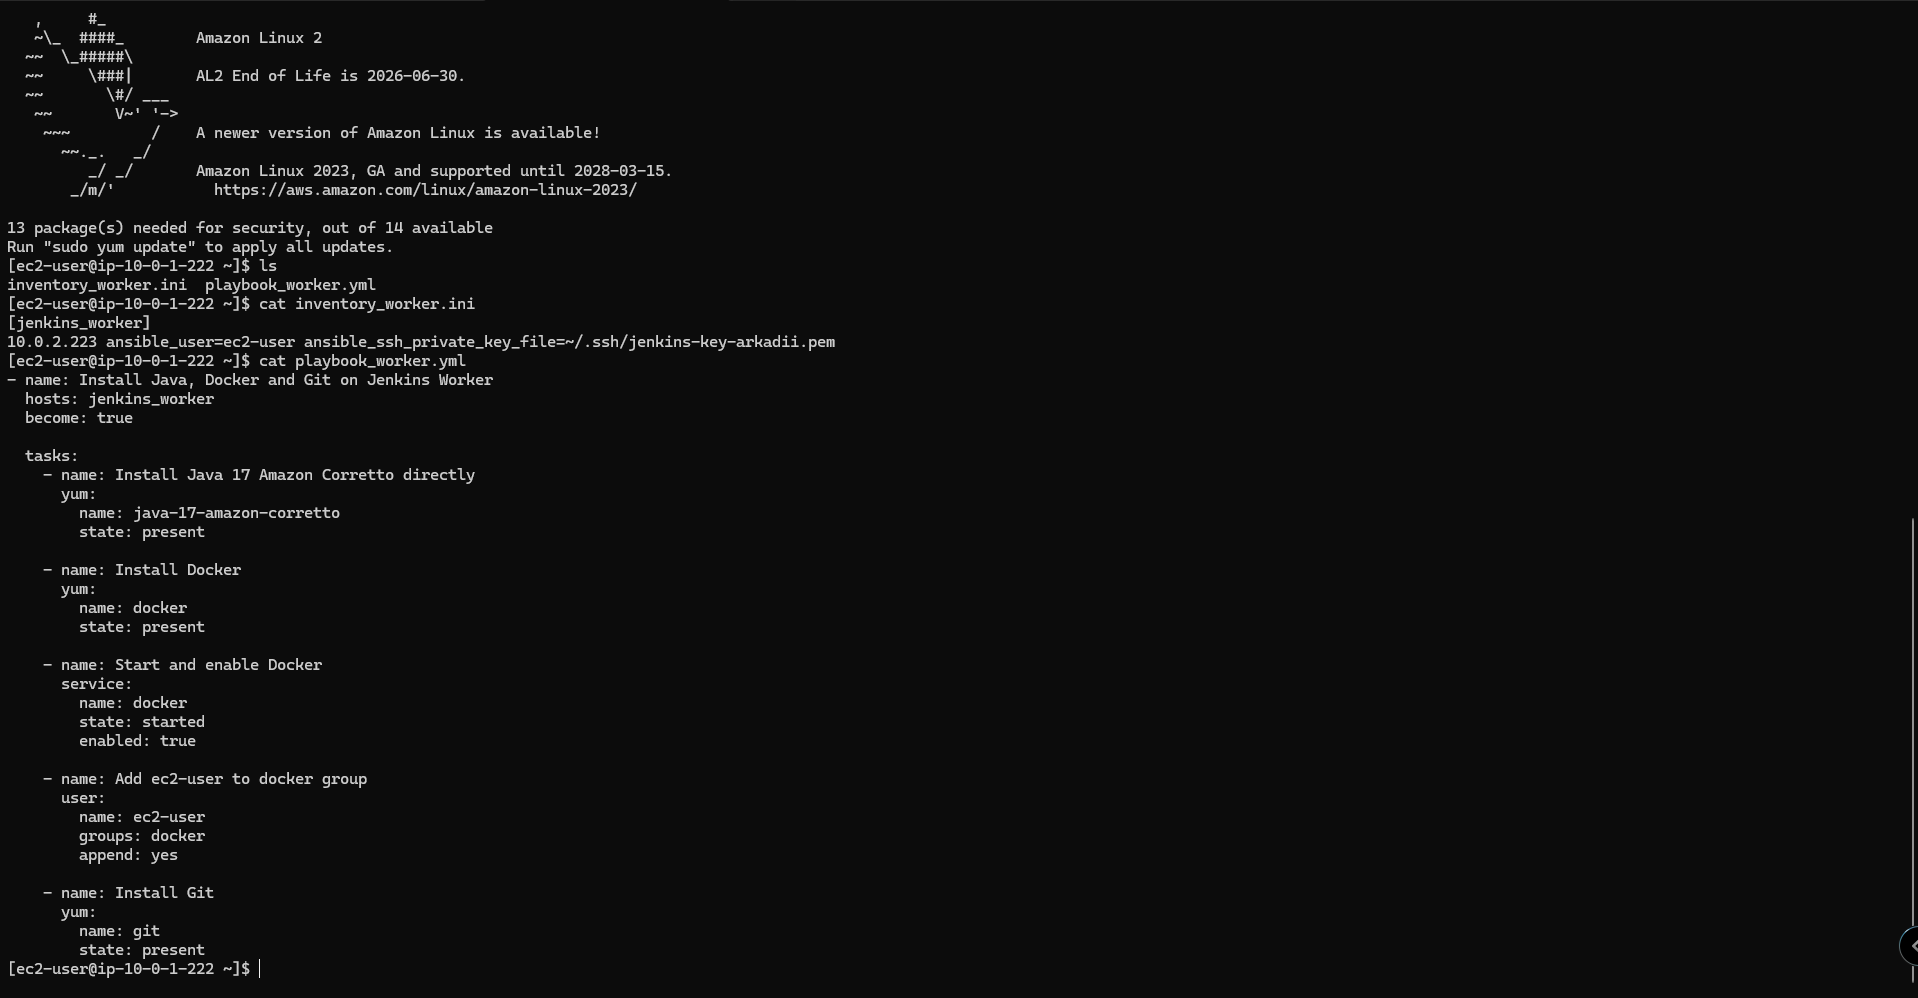 ,     #_
   ~\_  ####_        Amazon Linux 2
  ~~  \_#####\
  ~~     \###|       AL2 End of Life is 2026-06-30.
  ~~       \#/ ___
   ~~       V~' '->
    ~~~         /    A newer version of Amazon Linux is available!
      ~~._.   _/
         _/ _/       Amazon Linux 2023, GA and supported until 2028-03-15.
       _/m/'           https://aws.amazon.com/linux/amazon-linux-2023/

13 package(s) needed for security, out of 14 available
Run "sudo yum update" to apply all updates.
[ec2-user@ip-10-0-1-222 ~]$ ls
inventory_worker.ini  playbook_worker.yml
[ec2-user@ip-10-0-1-222 ~]$ cat inventory_worker.ini
[jenkins_worker]
10.0.2.223 ansible_user=ec2-user ansible_ssh_private_key_file=~/.ssh/jenkins-key-arkadii.pem
[ec2-user@ip-10-0-1-222 ~]$ cat playbook_worker.yml
- name: Install Java, Docker and Git on Jenkins Worker
  hosts: jenkins_worker
  become: true

  tasks:
    - name: Install Java 17 Amazon Corretto directly
      yum:
        name: java-17-amazon-corretto
        state: present

    - name: Install Docker
      yum:
        name: docker
        state: present

    - name: Start and enable Docker
      service:
        name: docker
        state: started
        enabled: true

    - name: Add ec2-user to docker group
      user:
        name: ec2-user
        groups: docker
        append: yes

    - name: Install Git
      yum:
        name: git
        state: present
[ec2-user@ip-10-0-1-222 ~]$